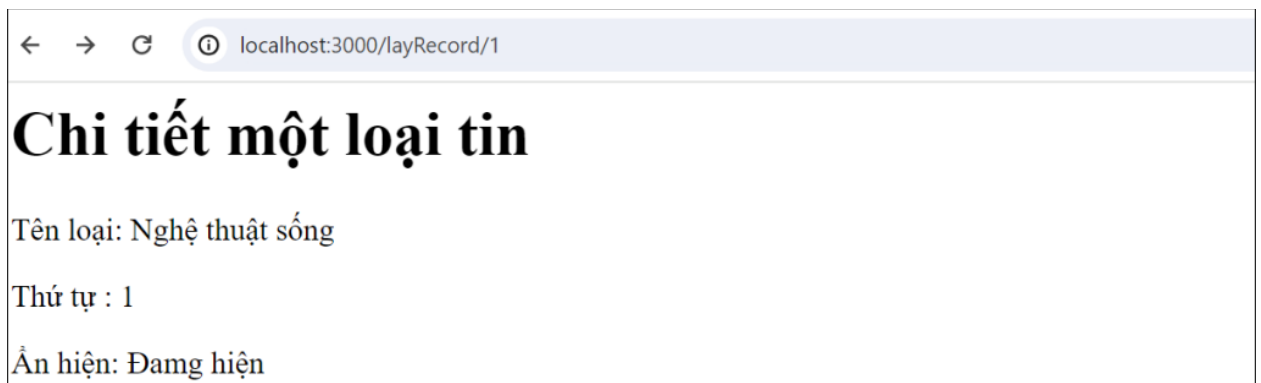 localhost:3000/layRecord/1
Chi tiết một loại tin
Tên loại: Nghệ thuật sống
Thứ tự : 1
Ẩn hiện: Đamg hiện